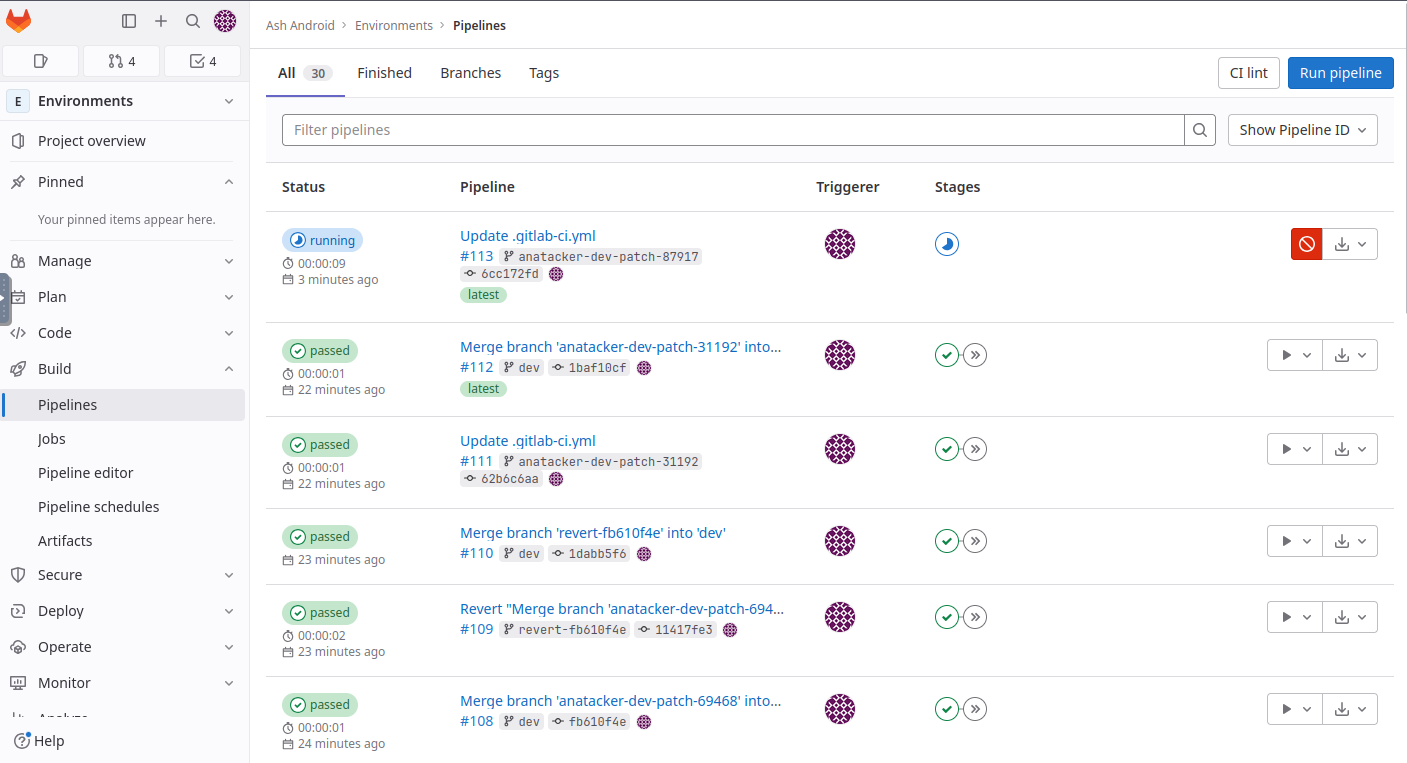 Ash Android › Environments › Pipelines
4
4
E Environments
Project overview
Pinned
Your pinned items appear here.
Manage
Plan
Code
Build
Pipelines
Jobs
Pipeline editor
Pipeline schedules
Artifacts
Secure
Deploy
Operate
Monitor
Analyze
Help
All 30 Finished Branches Tags
CI lint Run pipeline
Filter pipelines
Show Pipeline ID
Status Pipeline Triggerer Stages
running
00:00:09
3 minutes ago
Update .gitlab-ci.yml
#113 anatacker-dev-patch-87917
6cc172fd
latest
passed
00:00:01
22 minutes ago
Merge branch 'anatacker-dev-patch-31192' into...
#112 dev 1baf10cf
latest
passed
00:00:01
22 minutes ago
Update .gitlab-ci.yml
#111 anatacker-dev-patch-31192
62b6c6aa
passed
23 minutes ago
Merge branch 'revert-fb610f4e' into 'dev'
#110 dev 1dabb5f6
passed
00:00:02
23 minutes ago
Revert "Merge branch 'anatacker-dev-patch-694...
#109 revert-fb610f4e 11417fe3
passed
00:00:01
24 minutes ago
Merge branch 'anatacker-dev-patch-69468' into...
#108 dev fb610f4e